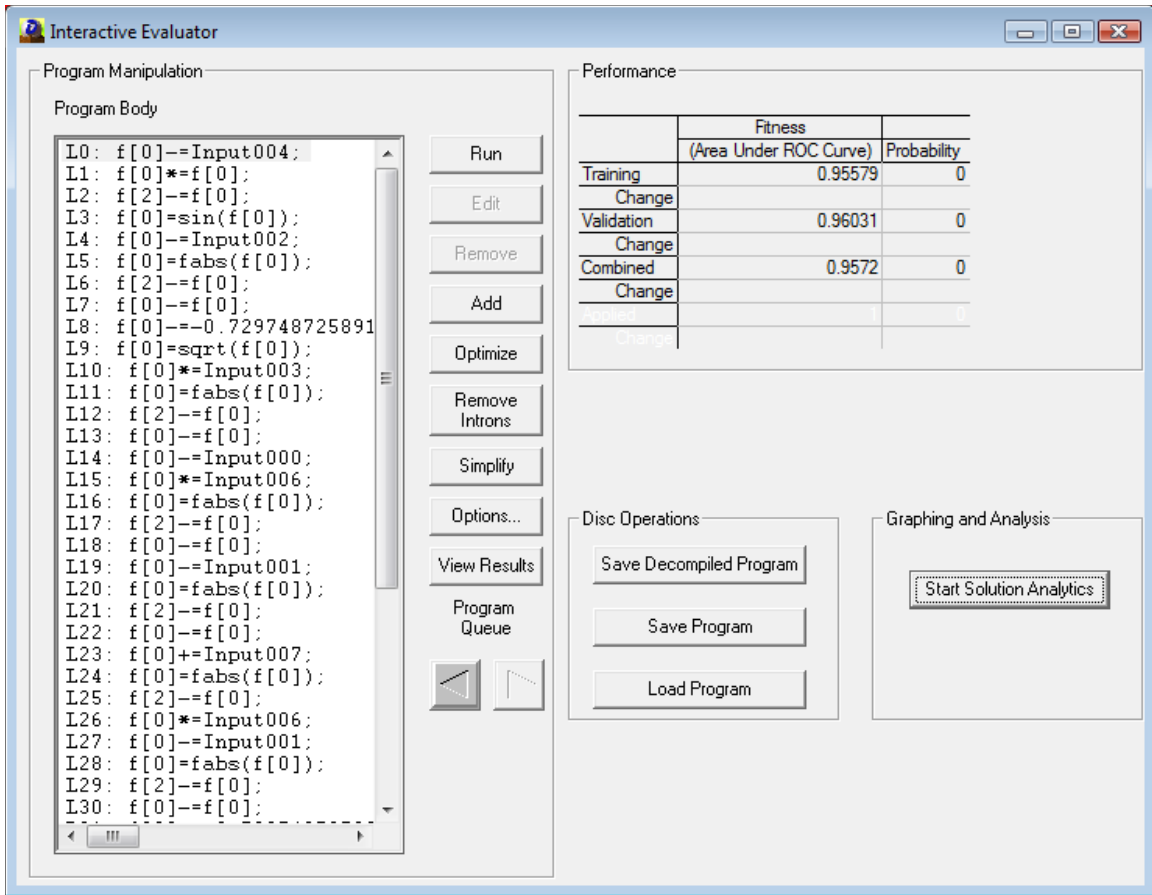 Interactive Evaluator
Program Manipulation
Program Body
L0: f[0]-=Input004;
L1: f[0]*=f[0];
L2: f[2]-=f[0];
L3: f[0]=sin(f[0]);
L4: f[0]-=Input002;
L5: f[0]=fabs(f[0]);
L6: f[2]-=f[0];
L7: f[0]-=f[0];
L8: f[0]-=-0.729748725891
L9: f[0]=sqrt(f[0]);
L10: f[0]*=Input003;
L11: f[0]=fabs(f[0]);
L12: f[2]-=f[0];
L13: f[0]-=f[0];
L14: f[0]-=Input000;
L15: f[0]*=Input006;
L16: f[0]=fabs(f[0]);
L17: f[2]-=f[0];
L18: f[0]-=f[0];
L19: f[0]-=Input001;
L20: f[0]=fabs(f[0]);
L21: f[2]-=f[0];
L22: f[0]-=f[0];
L23: f[0]+=Input007;
L24: f[0]=fabs(f[0]);
L25: f[2]-=f[0];
L26: f[0]*=Input006;
L27: f[0]-=Input001;
L28: f[0]=fabs(f[0]);
L29: f[2]-=f[0];
L30: f[0]-=f[0];
Run
Edit
Remove
Add
Optimize
Remove
Introns
Simplify
Options...
View Results
Program
Queue
Performance
Fitness
(Area Under ROC Curve) Probability
Training 0.95579 0
Change
Validation 0.96031 0
Change
Combined 0.9572 0
Change
Applied 1 0
Change
Disc Operations
Save Decompiled Program
Save Program
Load Program
Graphing and Analysis
Start Solution Analytics